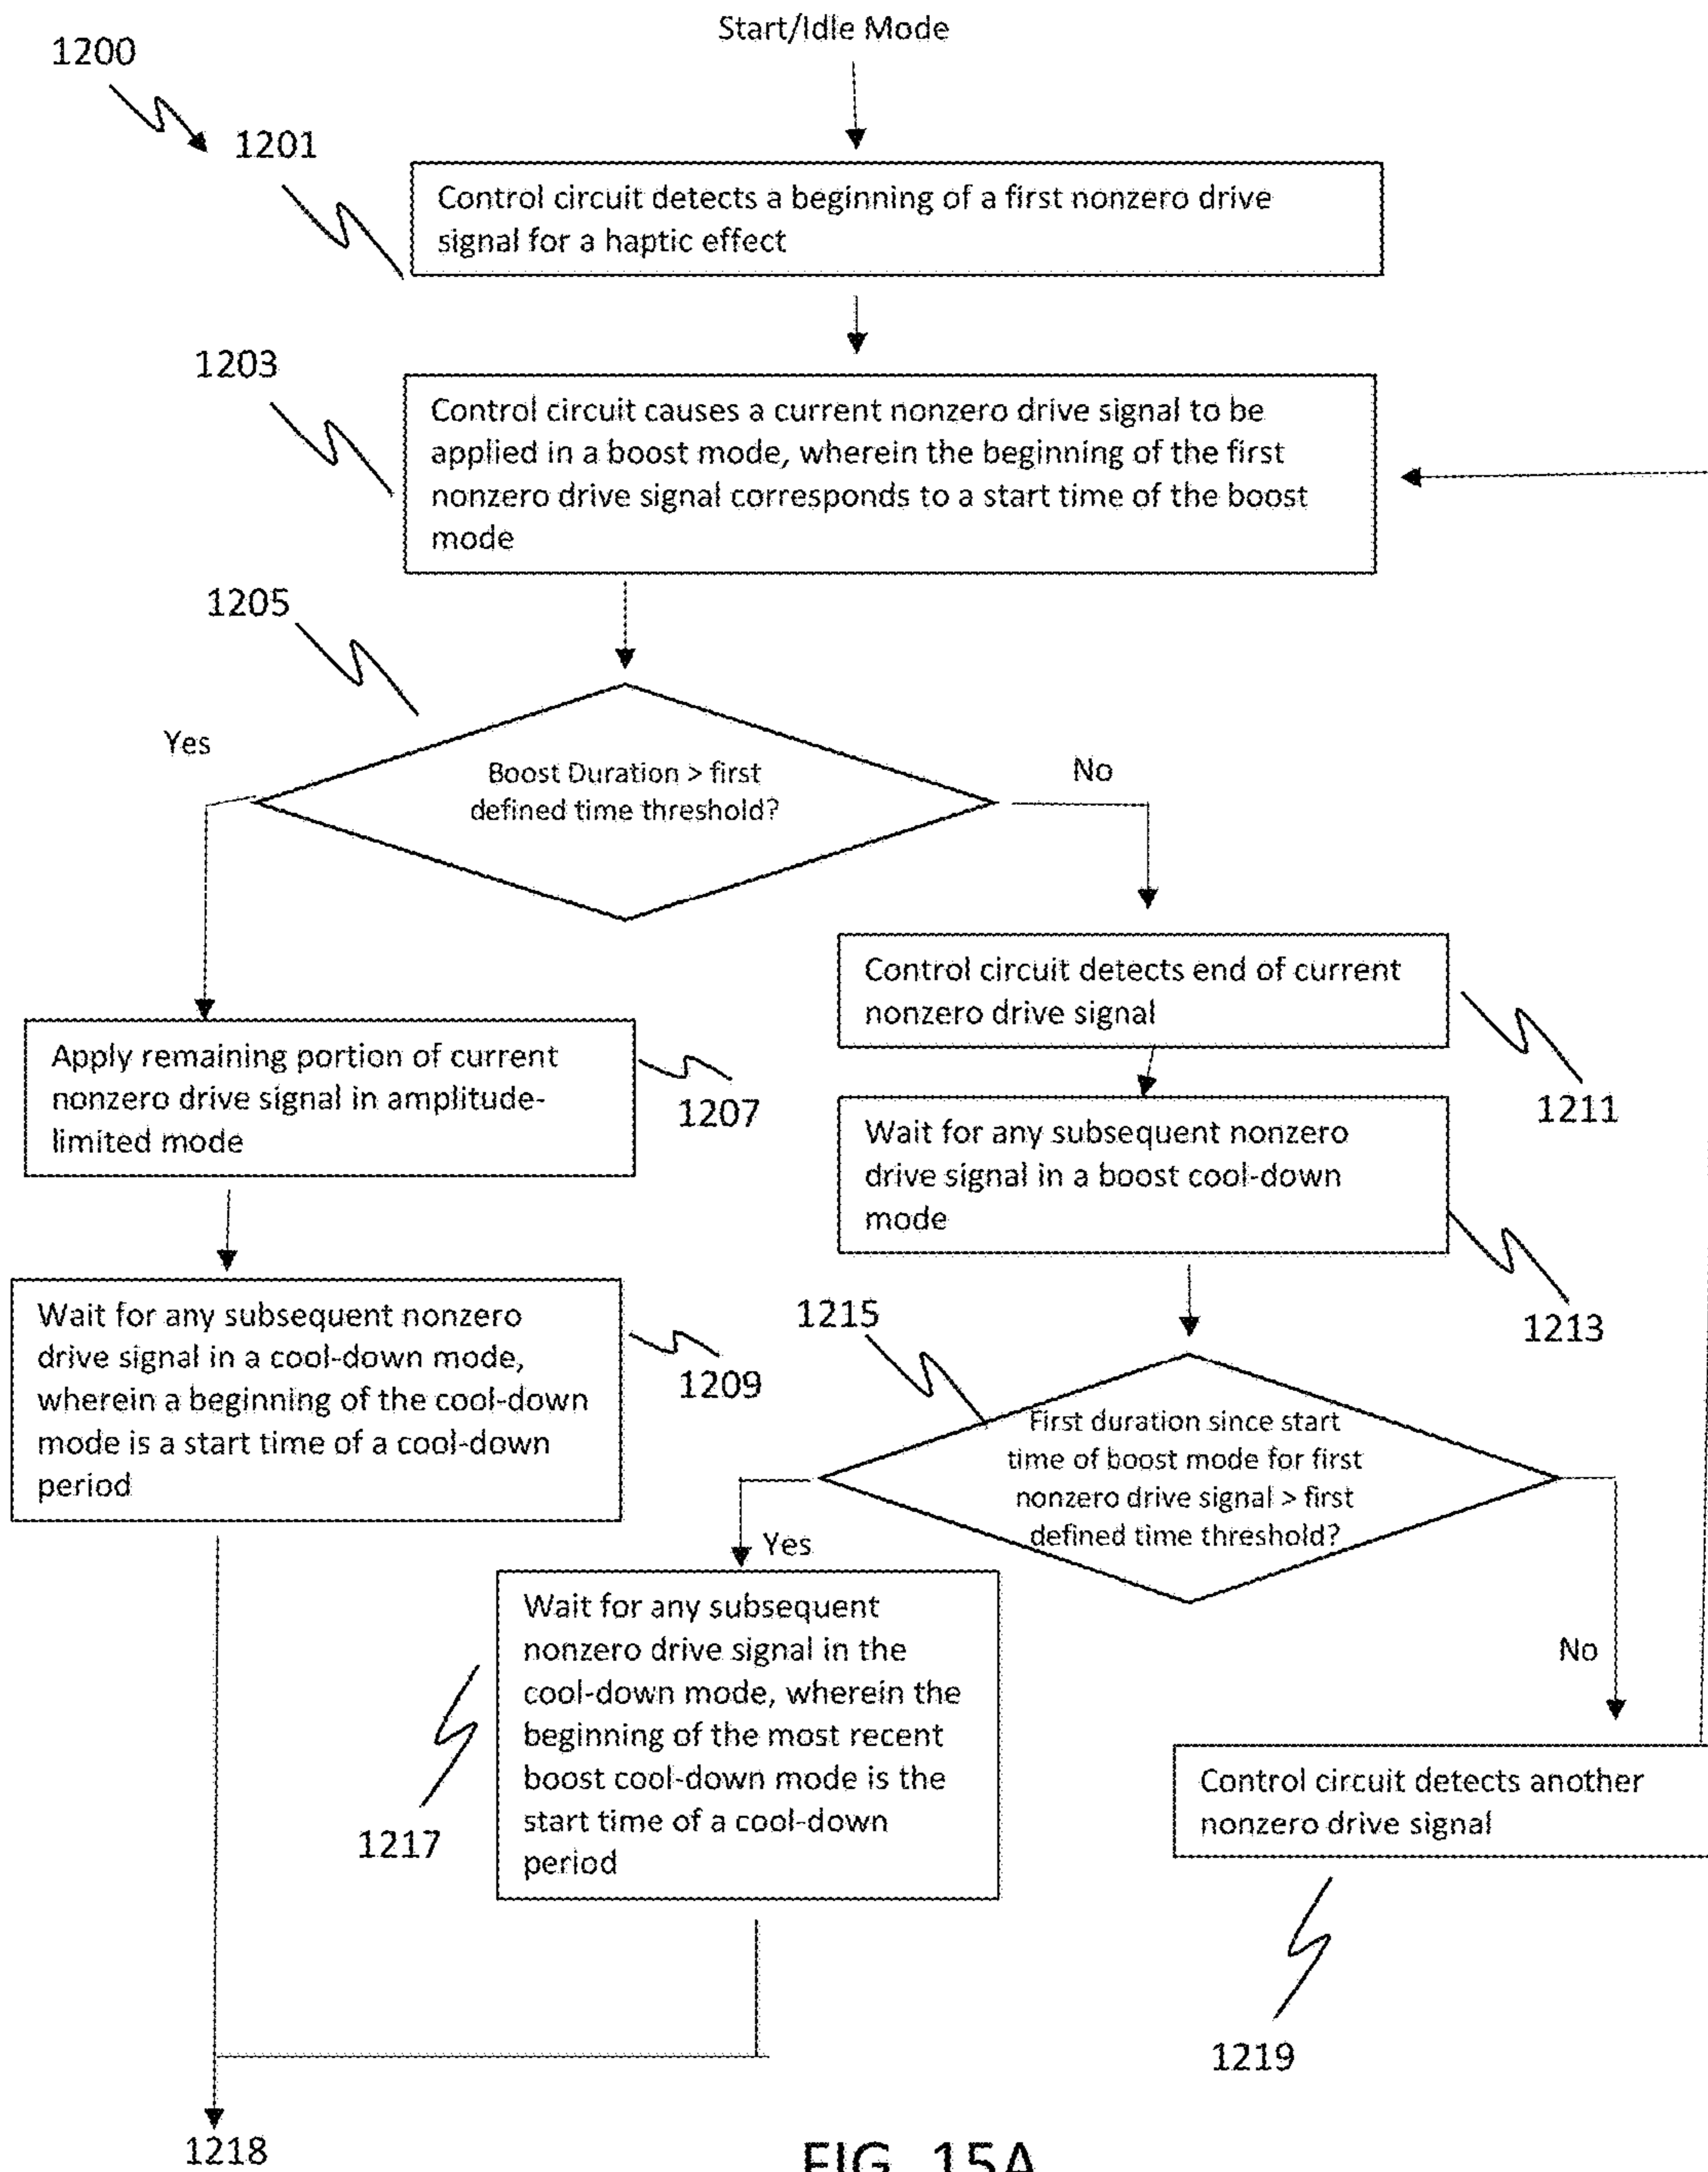 Start/Idle Mode
1200
1201
Control circuit detects a beginning of a first nonzero drive
signal for a haptic effect
1203
Control circuit causes a current nonzero drive signal to be
applied in a boost mode, wherein the beginning of the first
nonzero drive signal corresponds to a start time of the boost
mode
1205
Yes
Boost Duration > first
defined time threshold?
No
Control circuit detects end of current
nonzero drive signal
1211
Apply remaining portion of current
nonzero drive signal in amplitude-
limited mode
1207
Wait for any subsequent nonzero
drive signal in a boost cool-down
mode
1213
Wait for any subsequent nonzero
drive signal in a cool-down mode,
wherein a beginning of the cool-down
mode is a start time of a cool-down
period
1209
1215
First duration since start
time of boost mode for first
nonzero drive signal > first
defined time threshold?
Yes
No
Wait for any subsequent
nonzero drive signal in the
cool-down mode, wherein the
beginning of the most recent
boost cool-down mode is the
start time of a cool-down
period
1217
Control circuit detects another
nonzero drive signal
1219
1218
FIG. 15A